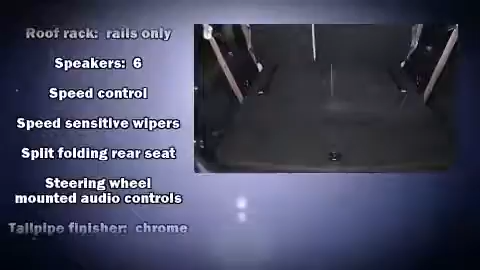 Roof rack:  rails only
Speakers:  6
Speed control
Speed sensitive wipers
Split folding rear seat
Steering wheel
mounted audio controls
Tailpipe finisher:  chrome